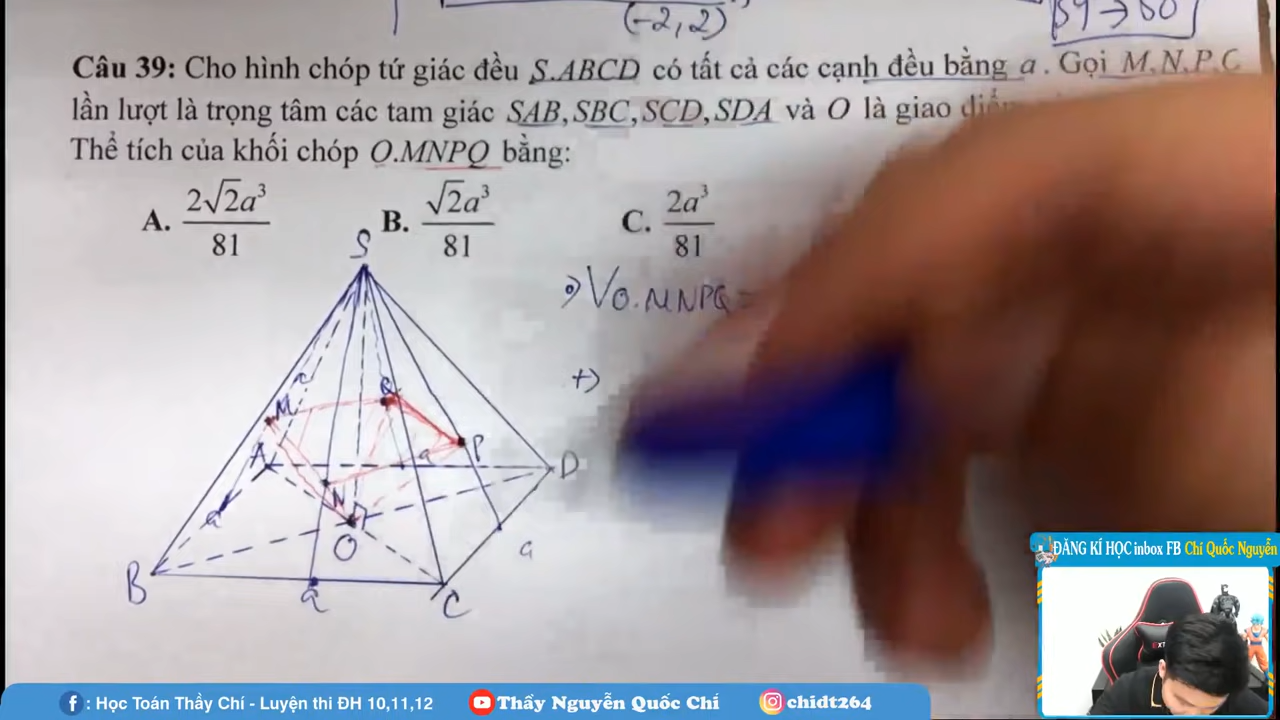 (-2,2)
39 → 50
Câu 39: Cho hình chóp tứ giác đều S.ABCD có tất cả các cạnh đều bằng a. Gọi M,N,P,
lần lượt là trọng tâm các tam giác SAB,SBC,SCD,SDA và O là giao
Thể tích của khối chóp O.MNPQ bằng:
A. 2√2a³/81 B. √2a³/81 C. 2a³/81
S
V O.MNPQ =
+)
M Q
A a P D
N
a O a
B a C
ĐĂNG KÍ HỌC inbox FB Chí Quốc Nguyễn
f : Học Toán Thầy Chí - Luyện thi ĐH 10,11,12 Thầy Nguyễn Quốc Chí chidt264